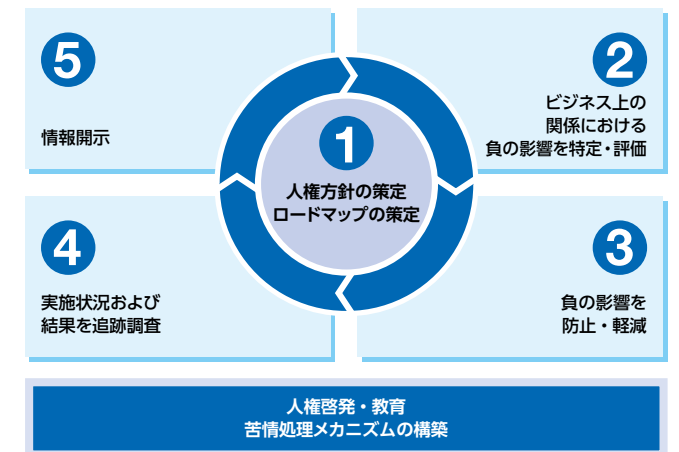 1
人権方針の策定
ロードマップの策定
2
ビジネス上の
関係における
負の影響を特定・評価
3
負の影響を
防止・軽減
4
実施状況および
結果を追跡調査
5
情報開示
人権啓発・教育
苦情処理メカニズムの構築